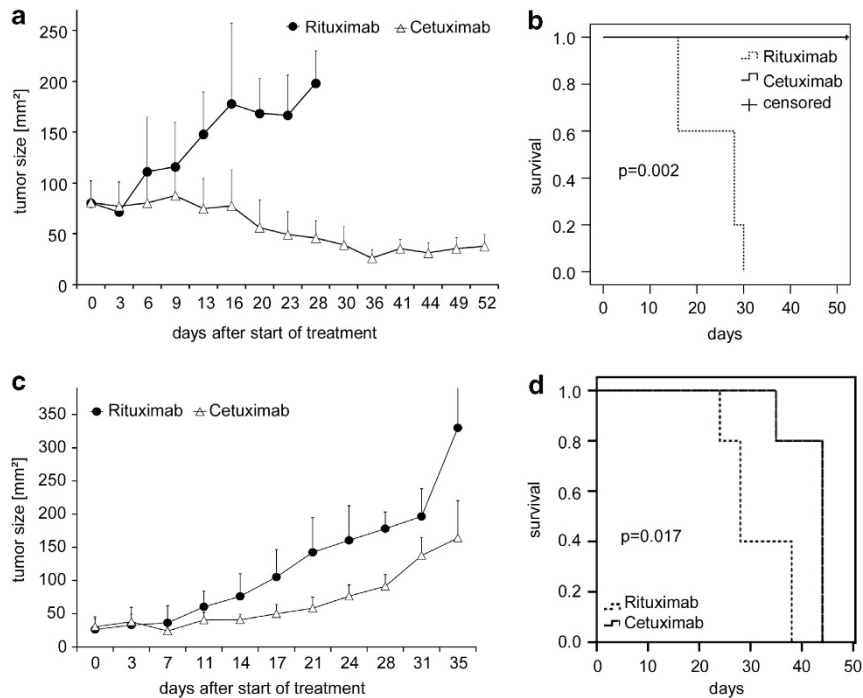 a
Rituximab Cetuximab
tumor size [mm²]
250
200
150
100
50
0
0 3 6 9 13 16 20 23 28 30 36 41 44 49 52
days after start of treatment
b
survival
1.0
0.8
0.6
0.4
0.2
0.0
Rituximab
Cetuximab
censored
p=0.002
0 10 20 30 40 50
days
c
Rituximab Cetuximab
tumor size [mm²]
350
300
250
200
150
100
50
0
0 3 7 11 14 17 21 24 28 31 35
days after start of treatment
d
survival
1.0
0.8
0.6
0.4
0.2
0.0
p=0.017
Rituximab
Cetuximab
0 10 20 30 40 50
days